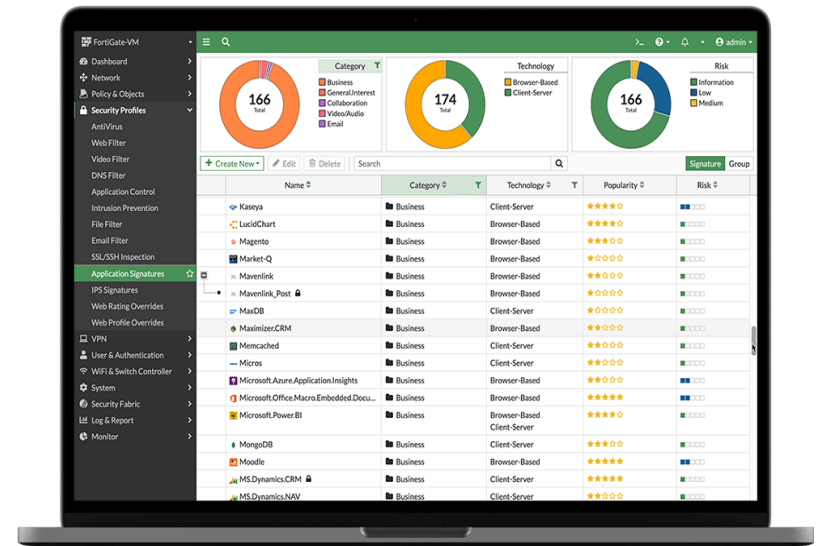 FortiGate-VM
admin
Dashboard
Network
Policy & Objects
Security Profiles
AntiVirus
Web Filter
Video Filter
DNS Filter
Application Control
Intrusion Prevention
File Filter
Email Filter
SSL/SSH Inspection
Application Signatures
IPS Signatures
Web Rating Overrides
Web Profile Overrides
VPN
User & Authentication
WiFi & Switch Controller
System
Security Fabric
Log & Report
Monitor
166
Total
Category
Business
General.Interest
Collaboration
Video/Audio
Email
174
Total
Technology
Browser-Based
Client-Server
166
Total
Risk
Information
Low
Medium
+ Create New Edit Delete Search Signature Group
Name Category Technology Popularity Risk
Kaseya Business Client-Server
LucidChart Business Browser-Based
Magento Business Browser-Based
Market-Q Business Browser-Based
Mavenlink Business Browser-Based
Mavenlink_Post Business Browser-Based
MaxDB Business Client-Server
Maximizer.CRM Business Browser-Based
Memcached Business Client-Server
Micros Business Client-Server
Microsoft.Azure.Application.Insights Business Browser-Based
Microsoft.Office.Macro.Embedded.Docu... Business Browser-Based
Microsoft.Power.BI Business Browser-Based
Client-Server
MongoDB Business Client-Server
Moodle Business Browser-Based
MS.Dynamics.CRM Business Client-Server
MS.Dynamics.NAV Business Client-Server